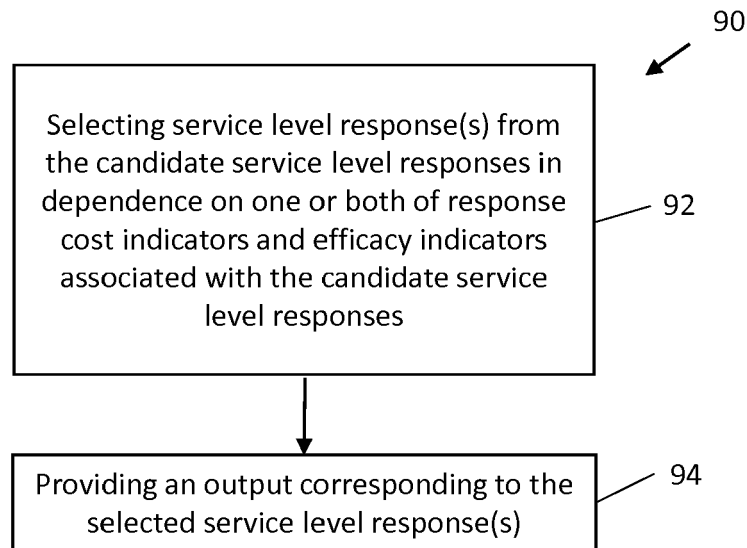 90
Selecting service level response(s) from
the candidate service level responses in
dependence on one or both of response
cost indicators and efficacy indicators
associated with the candidate service
level responses
92
Providing an output corresponding to the
selected service level response(s)
94